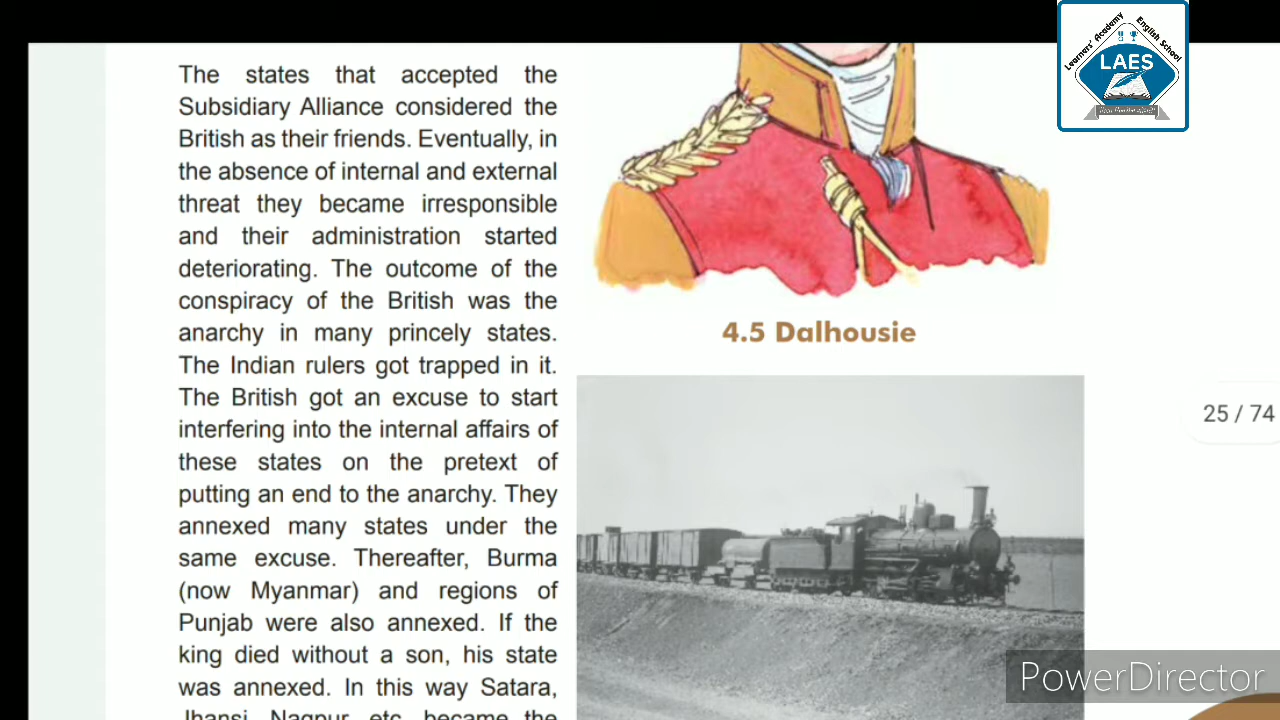 The states that accepted the
Subsidiary Alliance considered the
British as their friends. Eventually, in
the absence of internal and external
threat they became irresponsible
and their administration started
deteriorating. The outcome of the
conspiracy of the British was the
anarchy in many princely states.
The Indian rulers got trapped in it.
The British got an excuse to start
interfering into the internal affairs of
these states on the pretext of
putting an end to the anarchy. They
annexed many states under the
same excuse. Thereafter, Burma
(now Myanmar) and regions of
Punjab were also annexed. If the
king died without a son, his state
was annexed. In this way Satara,
Jhansi, Nagpur, etc. became the
4.5 Dalhousie
Learners' Academy English School
LAES
25 / 74
PowerDirector